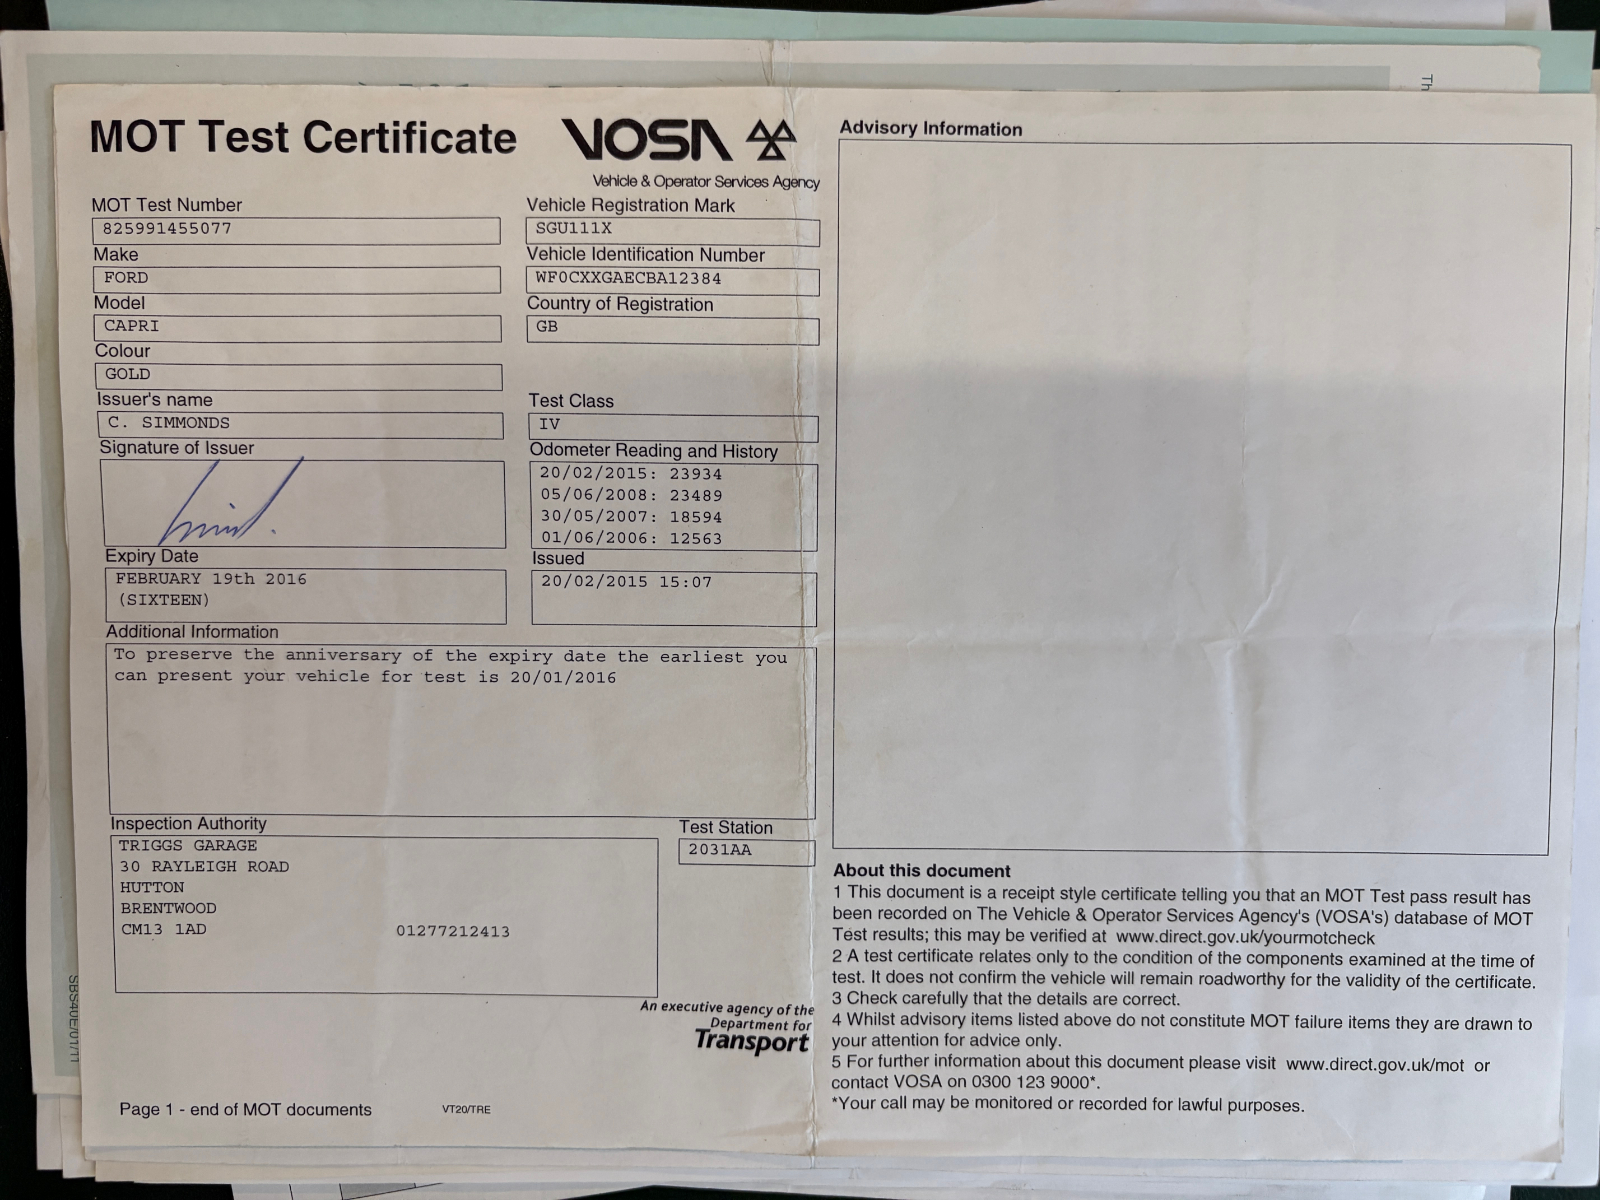 MOT Test Certificate
VOSA
Vehicle & Operator Services Agency
MOT Test Number
825991455077
Vehicle Registration Mark
SGU111X
Make
FORD
Vehicle Identification Number
WF0CXXGAECBA12384
Model
CAPRI
Country of Registration
GB
Colour
GOLD
Issuer's name
C. SIMMONDS
Test Class
IV
Signature of Issuer
Odometer Reading and History
20/02/2015: 23934
05/06/2008: 23489
30/05/2007: 18594
01/06/2006: 12563
Expiry Date
FEBRUARY 19th 2016
(SIXTEEN)
Issued
20/02/2015 15:07
Additional Information
To preserve the anniversary of the expiry date the earliest you
can present your vehicle for test is 20/01/2016
Inspection Authority
TRIGGS GARAGE
30 RAYLEIGH ROAD
HUTTON
BRENTWOOD
CM13 1AD 01277212413
Test Station
2031AA
An executive agency of the
Department for
Transport
Page 1 - end of MOT documents VT20/TRE
Advisory Information
About this document
1 This document is a receipt style certificate telling you that an MOT Test pass result has
been recorded on The Vehicle & Operator Services Agency's (VOSA's) database of MOT
Test results; this may be verified at www.direct.gov.uk/yourmotcheck
2 A test certificate relates only to the condition of the components examined at the time of
test. It does not confirm the vehicle will remain roadworthy for the validity of the certificate.
3 Check carefully that the details are correct.
4 Whilst advisory items listed above do not constitute MOT failure items they are drawn to
your attention for advice only.
5 For further information about this document please visit www.direct.gov.uk/mot or
contact VOSA on 0300 123 9000*.
*Your call may be monitored or recorded for lawful purposes.